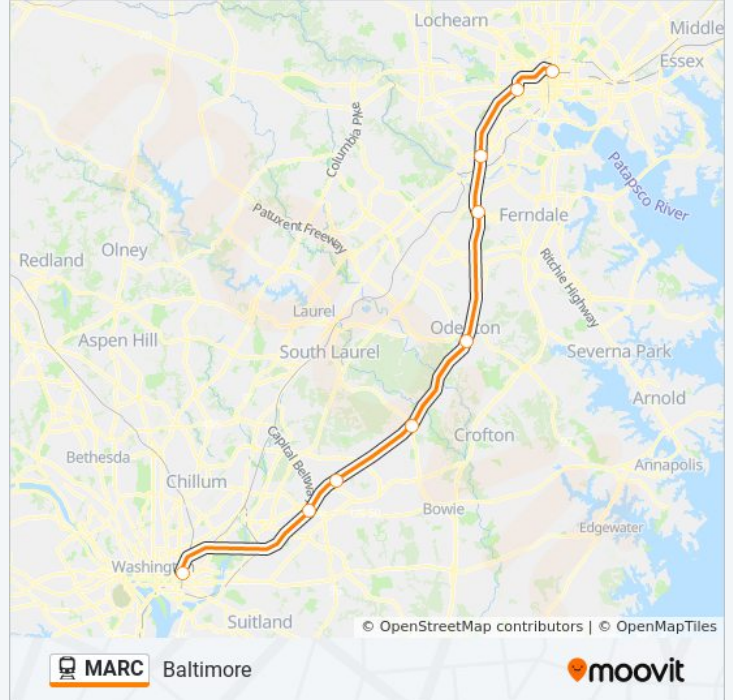 Lochearn
Middle
Essex
Columbia Pke
Patapsco River
Patuxent Freeway
Ferndale
Olney
Redland
Ritchie Highway
Laurel
Odenton
Aspen Hill
South Laurel
Severna Park
Arnold
Capital Beltway
Crofton
Bethesda
Annapolis
Chillum
Bowie
Edgewater
Washington
Suitland
© OpenStreetMap contributors | © OpenMapTiles
MARC Baltimore
moovit